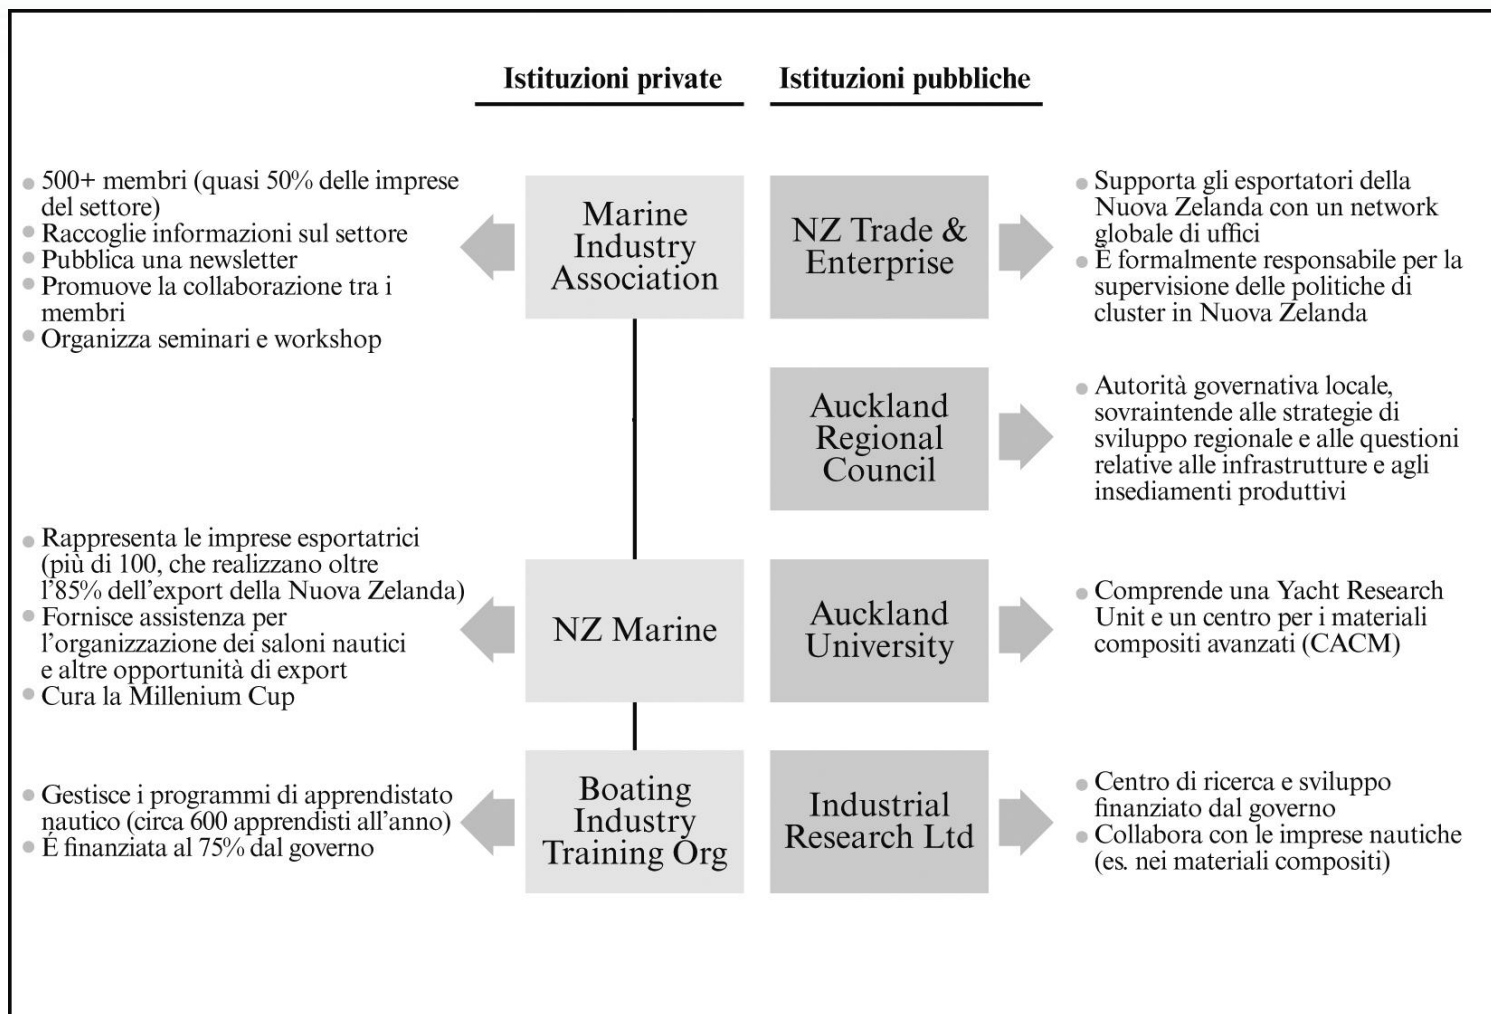 Istituzioni private
Istituzioni pubbliche
500+ membri (quasi 50% delle imprese
del settore)
Raccoglie informazioni sul settore
Pubblica una newsletter
Promuove la collaborazione tra i
membri
Organizza seminari e workshop
Marine
Industry
Association
NZ Trade &
Enterprise
Supporta gli esportatori della
Nuova Zelanda con un network
globale di uffici
È formalmente responsabile per la
supervisione delle politiche di
cluster in Nuova Zelanda
Auckland
Regional
Council
Autorità governativa locale,
sovraintende alle strategie di
sviluppo regionale e alle questioni
relative alle infrastrutture e agli
insediamenti produttivi
Rappresenta le imprese esportatrici
(più di 100, che realizzano oltre
l'85% dell'export della Nuova Zelanda)
Fornisce assistenza per
l'organizzazione dei saloni nautici
e altre opportunità di export
Cura la Millenium Cup
NZ Marine
Auckland
University
Comprende una Yacht Research
Unit e un centro per i materiali
compositi avanzati (CACM)
Gestisce i programmi di apprendistato
nautico (circa 600 apprendisti all'anno)
É finanziata al 75% dal governo
Boating
Industry
Training Org
Industrial
Research Ltd
Centro di ricerca e sviluppo
finanziato dal governo
Collabora con le imprese nautiche
(es. nei materiali compositi)